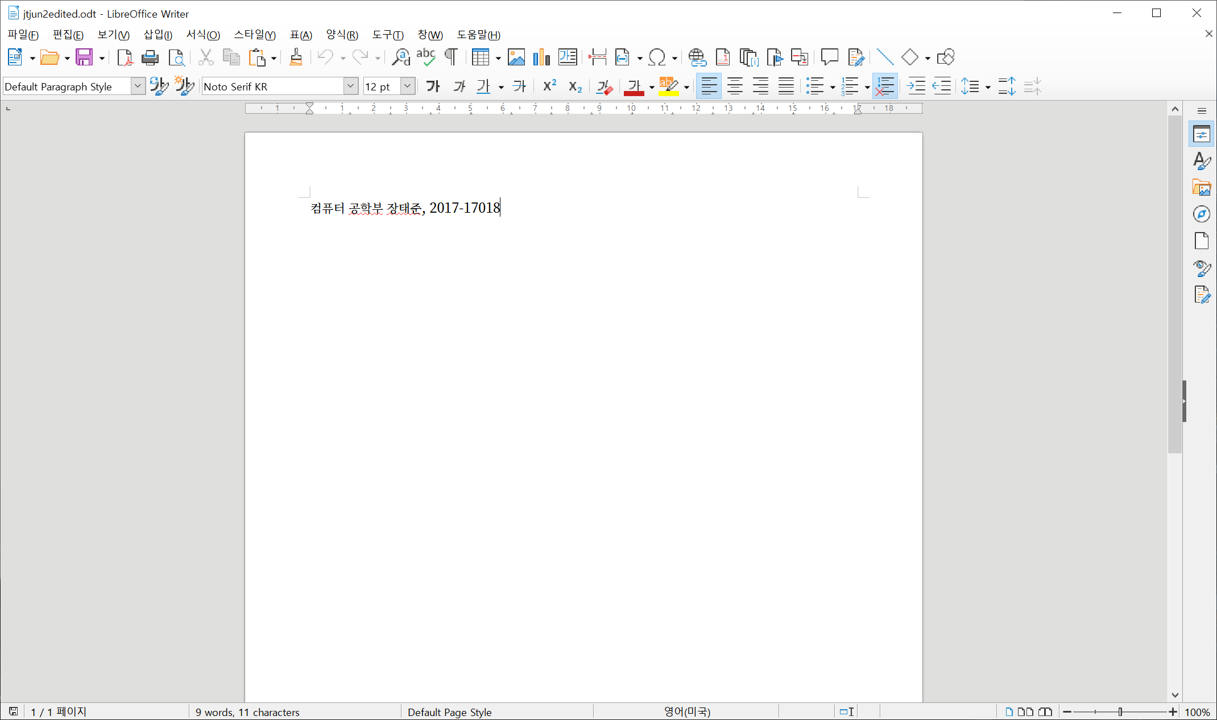 jtjun2edited.odt - LibreOffice Writer
파일(F) 편집(E) 보기(V) 삽입(I) 서식(O) 스타일(Y) 표(A) 양식(R) 도구(T) 창(W) 도움말(H)
Default Paragraph Style Noto Serif KR 12 pt 가 가 가 가 X² X₂ 가
1 1 2 3 4 5 6 7 8 9 10 11 12 13 14 15 16 17 18
컴퓨터 공학부 장태준, 2017-17018
1 / 1 페이지 9 words, 11 characters Default Page Style 영어(미국) 100%